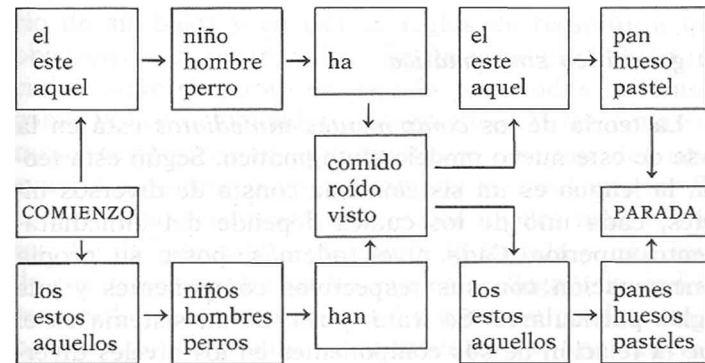 el
este
aquel
niño
hombre
perro
ha
el
este
aquel
pan
hueso
pastel
comido
roído
visto
COMIENZO
PARADA
los
estos
aquellos
niños
hombres
perros
han
los
estos
aquellos
panes
huesos
pasteles